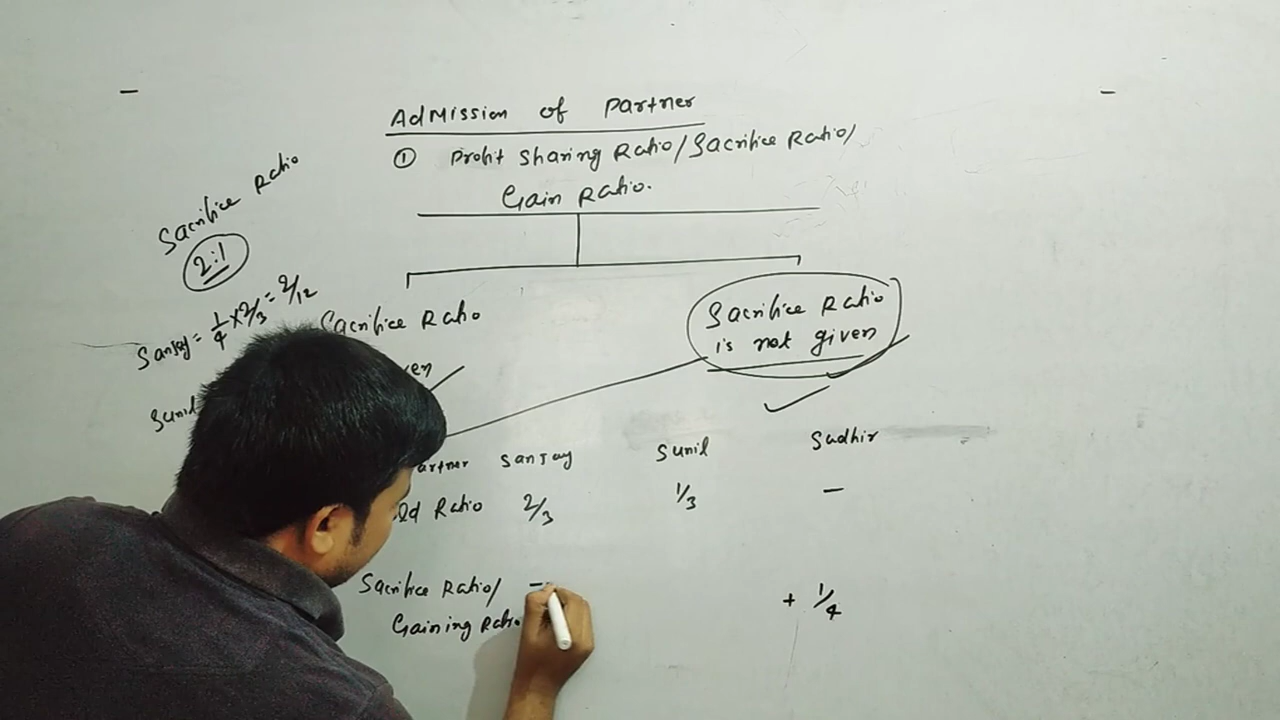 Admission of Partner
① Profit Sharing Ratio/Sacrifice Ratio/
Gain Ratio.
Sacrifice Ratio
2:1
Sanjay = 1/4 × 2/3 = 2/12
Sunil
Sacrifice Ratio
en
Sacrifice Ratio
is not given
artner Sanjay Sunil Sudhir
Old Ratio 2/3 1/3 —
Sacrifice Ratio/ – + 1/4
Gaining Ratio